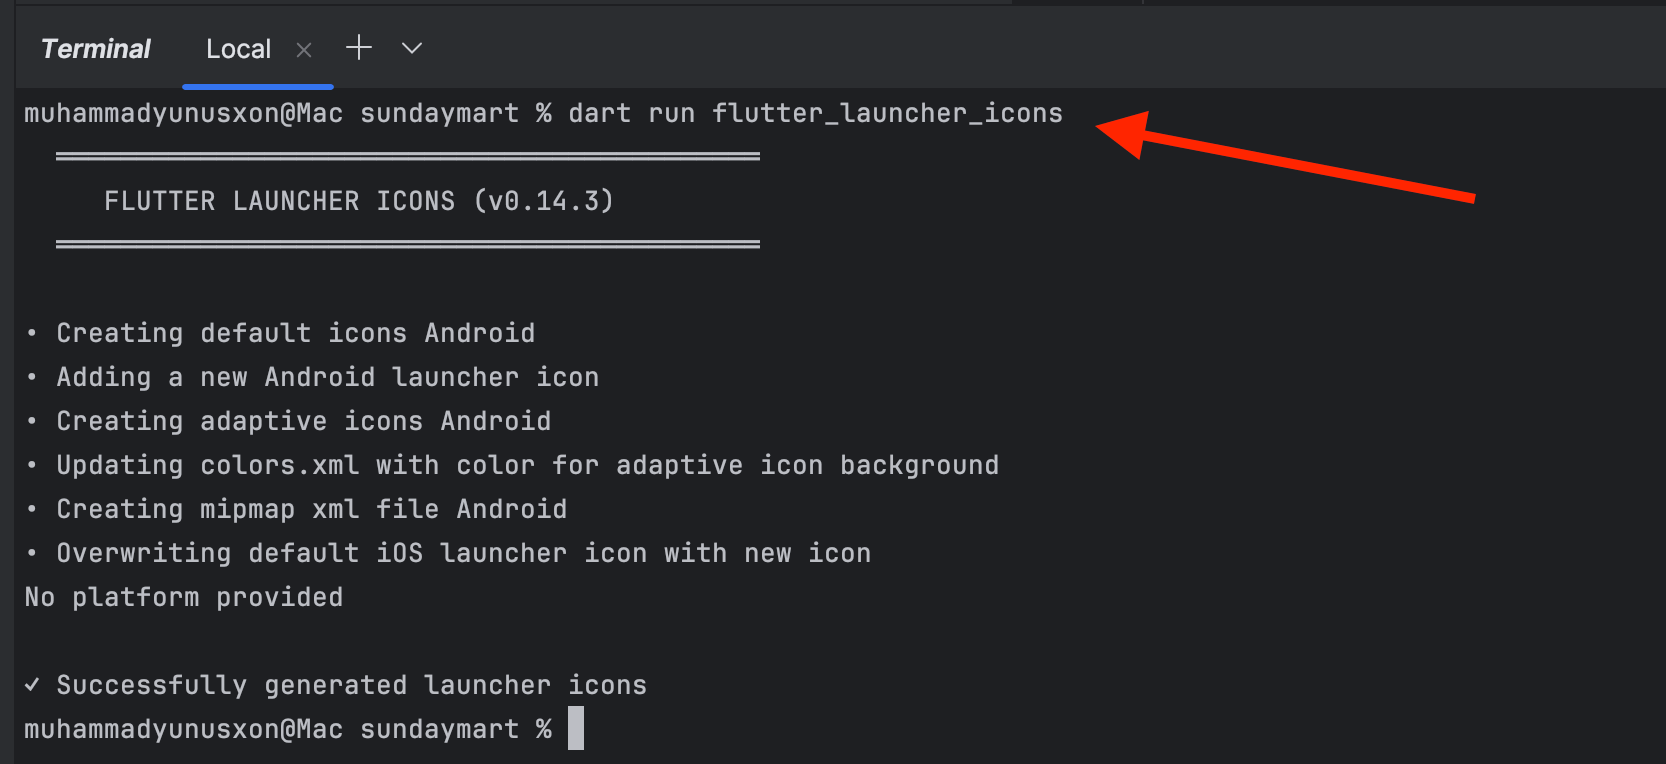 Terminal Local
muhammadyunusxon@Mac sundaymart % dart run flutter_launcher_icons
FLUTTER LAUNCHER ICONS (v0.14.3)
• Creating default icons Android
• Adding a new Android launcher icon
• Creating adaptive icons Android
• Updating colors.xml with color for adaptive icon background
• Creating mipmap xml file Android
• Overwriting default iOS launcher icon with new icon
No platform provided
✓ Successfully generated launcher icons
muhammadyunusxon@Mac sundaymart %